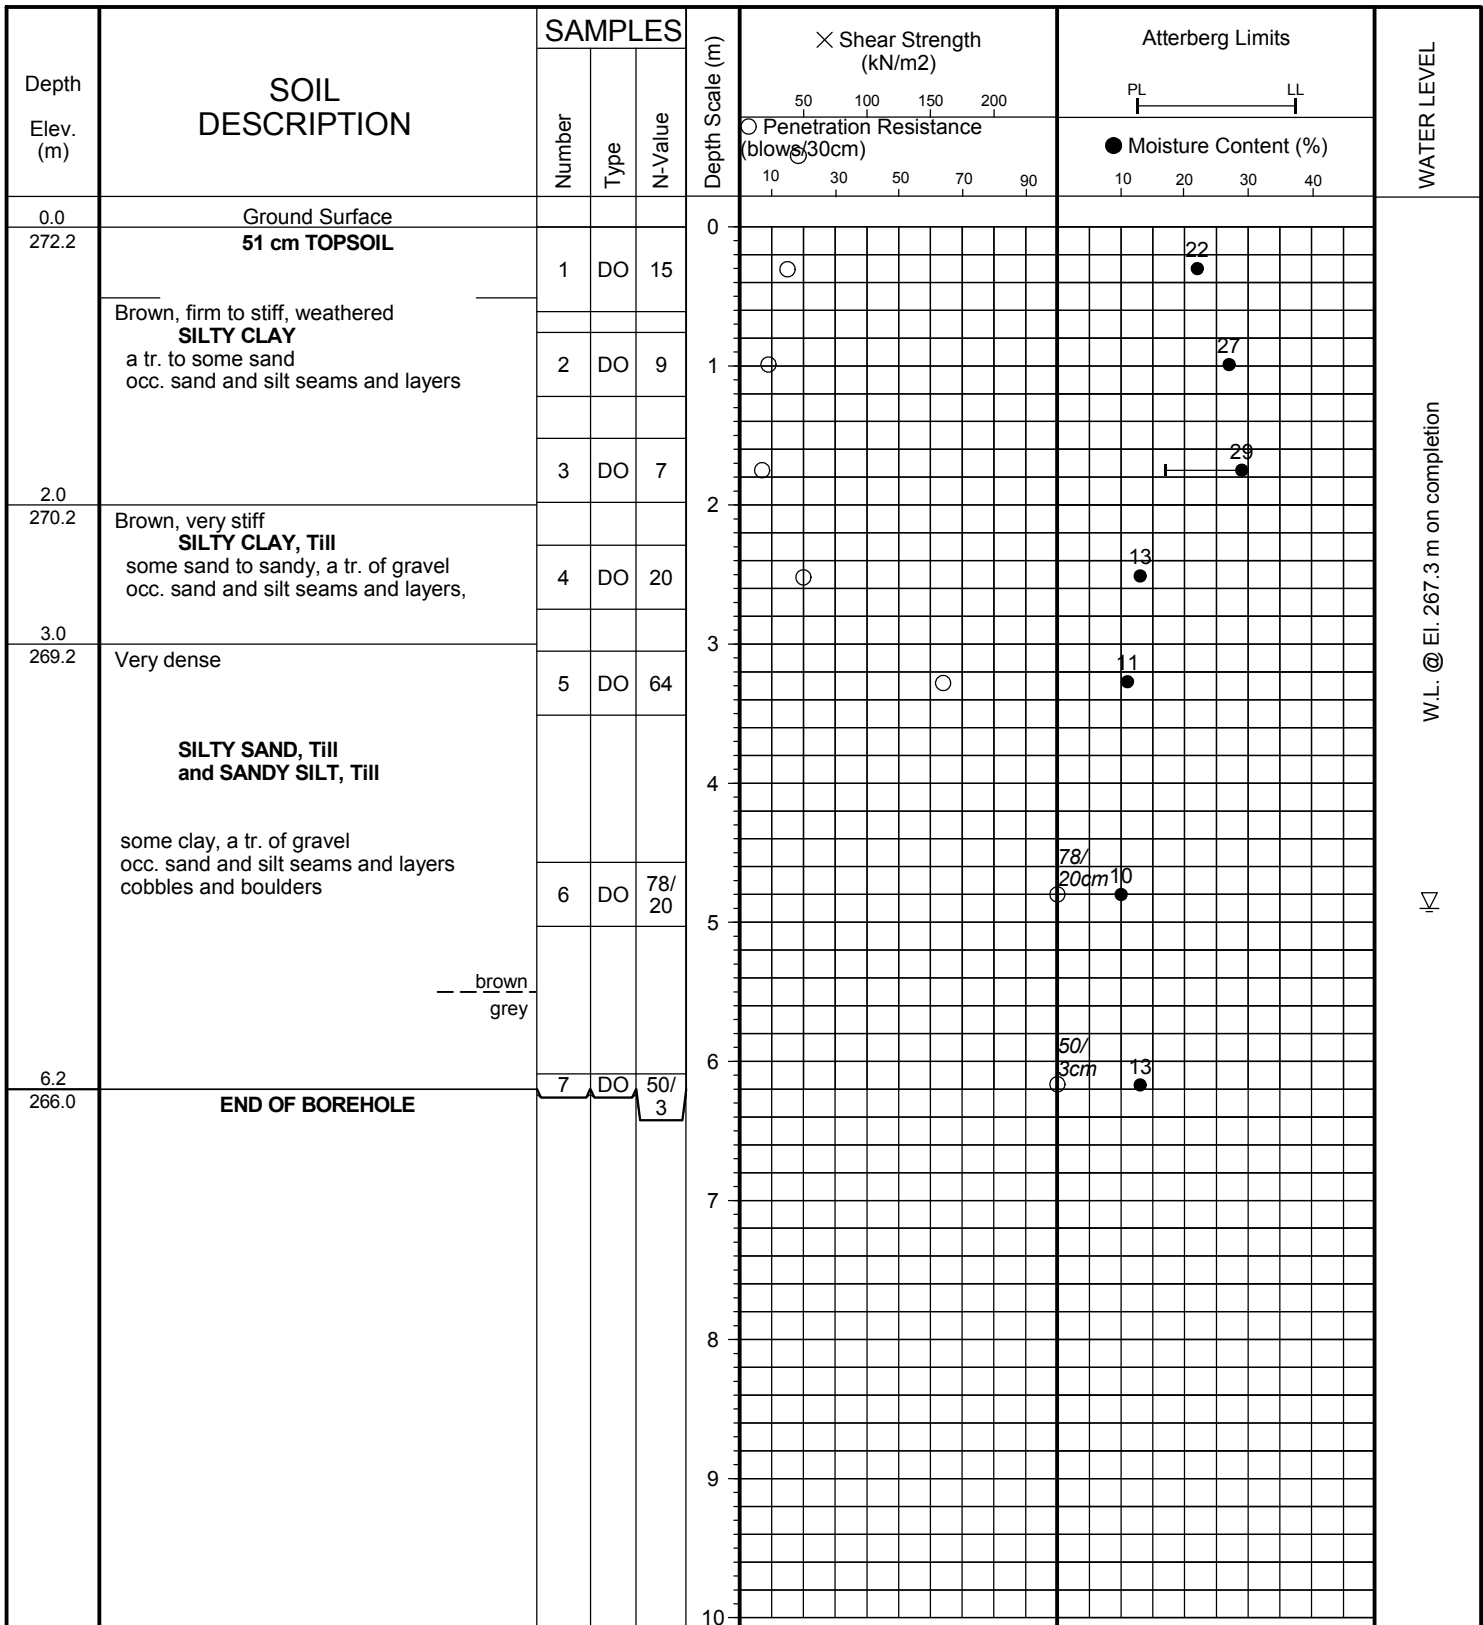 Depth
Elev.
(m)
SOIL
DESCRIPTION
SAMPLES
Number
Type
N-Value
Depth Scale (m)
× Shear Strength
(kN/m2)
50 100 150 200
Penetration Resistance
(blows/30cm)
10 30 50 70 90
Atterberg Limits
PL LL
Moisture Content (%)
10 20 30 40
WATER LEVEL
0.0
Ground Surface
0
272.2
51 cm TOPSOIL
1 DO 15
22
Brown, firm to stiff, weathered
SILTY CLAY
a tr. to some sand
occ. sand and silt seams and layers
2 DO 9
1
27
3 DO 7
29
2.0
2
270.2
Brown, very stiff
SILTY CLAY, Till
some sand to sandy, a tr. of gravel
occ. sand and silt seams and layers,
4 DO 20
13
3.0
3
269.2
Very dense
5 DO 64
11
SILTY SAND, Till
and SANDY SILT, Till
4
some clay, a tr. of gravel
occ. sand and silt seams and layers
cobbles and boulders
6 DO 78/
20
78/
20cm
10
5
brown
grey
6
50/
3cm
13
6.2
7 DO 50/
3
266.0
END OF BOREHOLE
7
8
9
10
W.L. @ El. 267.3 m on completion